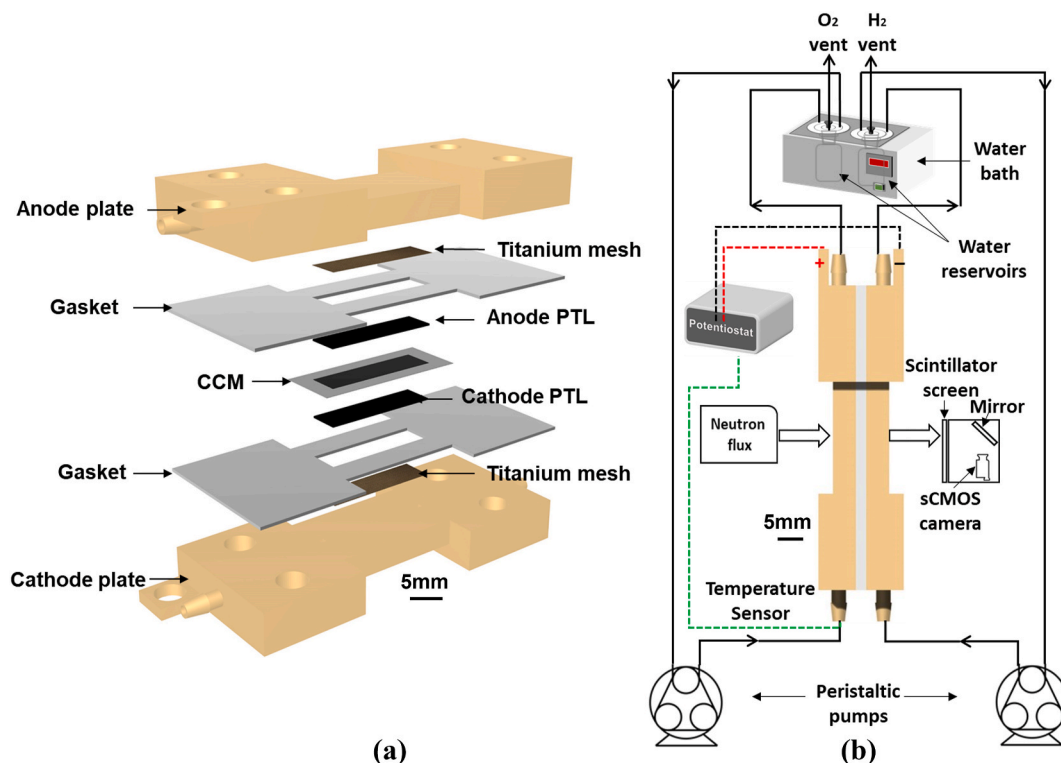 Anode plate
Titanium mesh
Gasket
Anode PTL
CCM
Cathode PTL
Gasket
Titanium mesh
Cathode plate
5mm
(a)
O₂
vent
H₂
vent
Water
bath
Water
reservoirs
+
−
Potentiostat
Scintillator
screen
Mirror
Neutron
flux
sCMOS
camera
5mm
Temperature
Sensor
Peristaltic
pumps
(b)